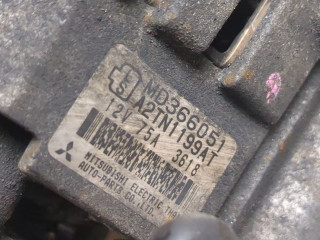 MD366051
A2TN1199AT
12V 75A 3618
MITSUBISHI ELECTRIC
AUTO-PARTS CO., LTD.